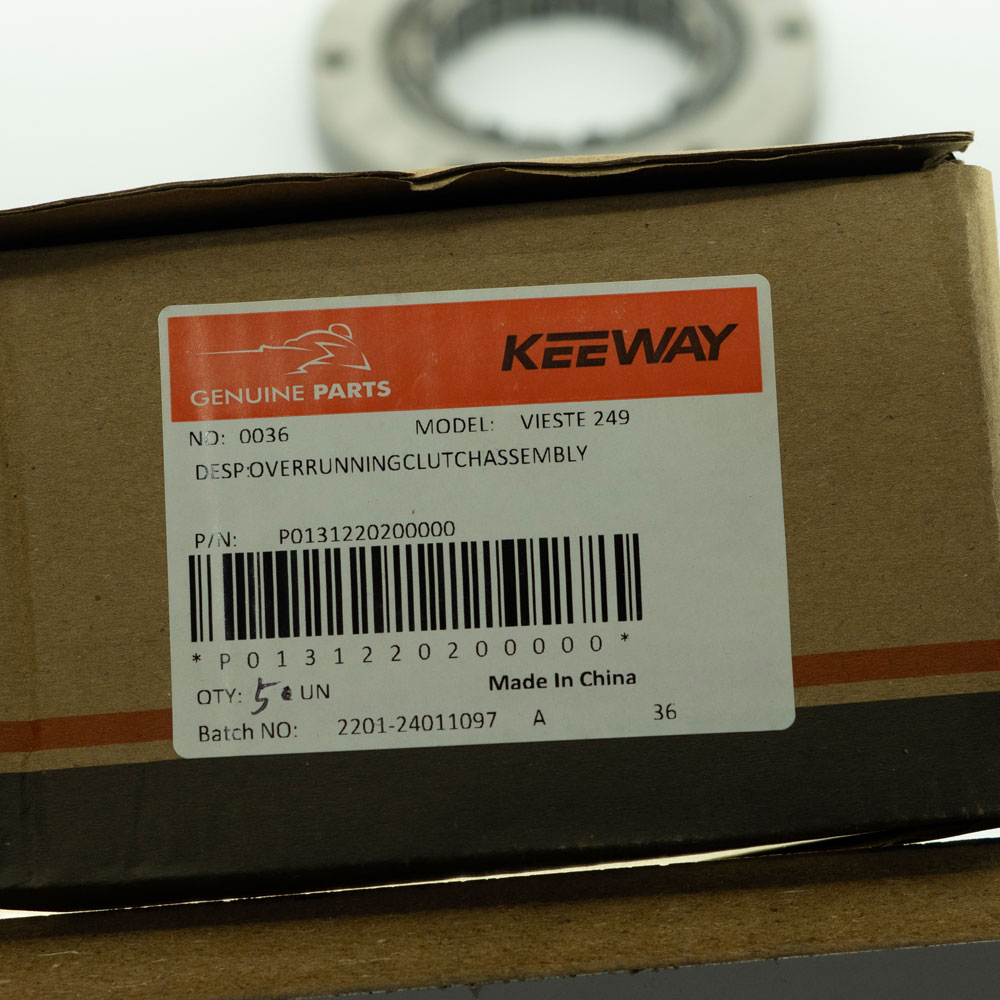 GENUINE PARTS
KEEWAY
NO: 0036 MODEL: VIESTE 249
DESP:OVERRUNNINGCLUTCHASSEMBLY
P/N: P0131220200000
*P0131220200000*
QTY: 5 UN Made In China
Batch NO: 2201-24011097 A 36